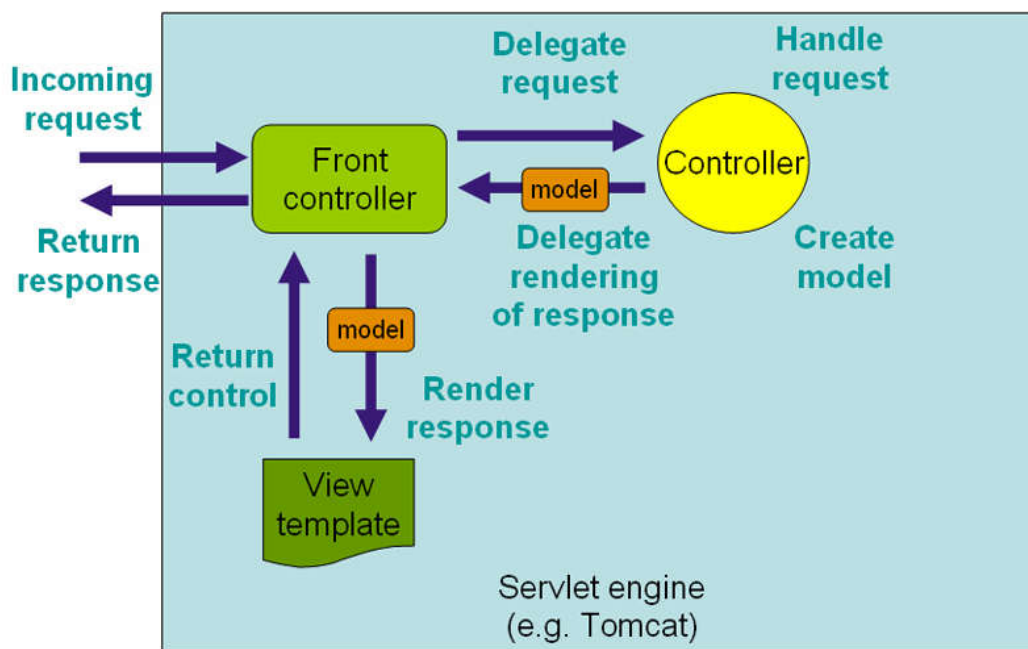 Incoming
request
Return
response
Front
controller
Delegate
request
Handle
request
Controller
model
Delegate
rendering
of response
Create
model
model
Return
control
Render
response
View
template
Servlet engine
(e.g. Tomcat)